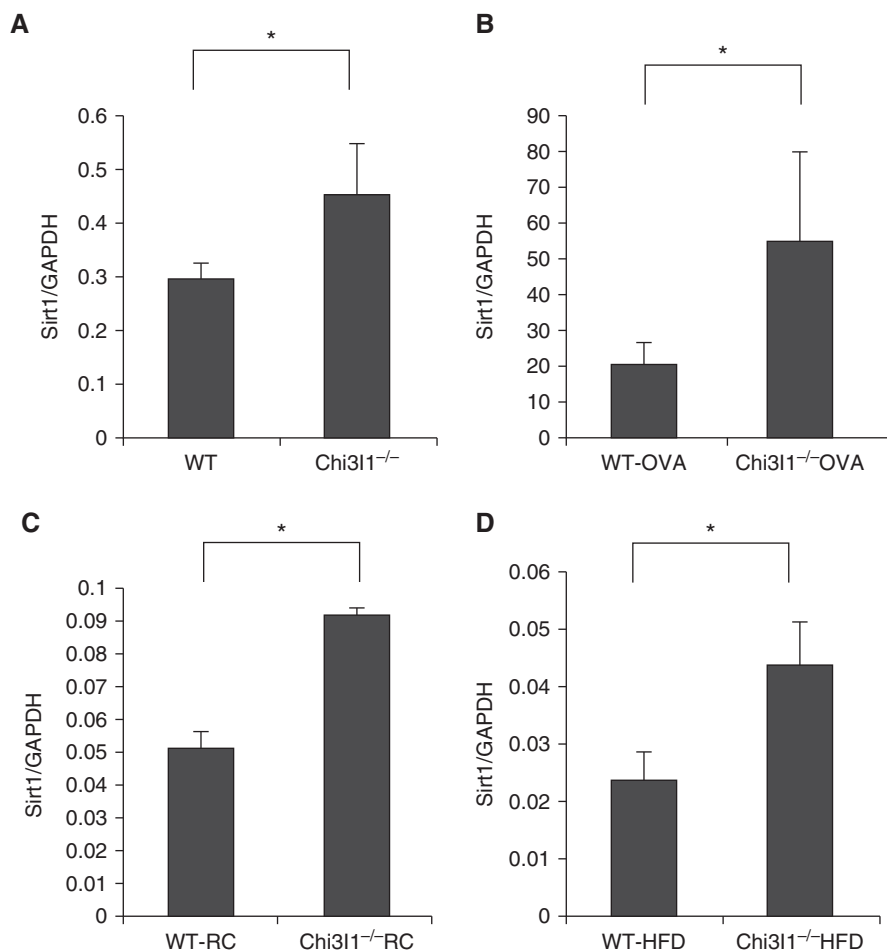 A
*
Sirt1/GAPDH
0.6
0.5
0.4
0.3
0.2
0.1
0
WT
Chi3l1⁻/⁻
B
*
Sirt1/GAPDH
90
80
70
60
50
40
30
20
10
0
WT-OVA
Chi3l1⁻/⁻OVA
C
*
Sirt1/GAPDH
0.1
0.09
0.08
0.07
0.06
0.05
0.04
0.03
0.02
0.01
0
WT-RC
Chi3l1⁻/⁻RC
D
*
Sirt1/GAPDH
0.06
0.05
0.04
0.03
0.02
0.01
0
WT-HFD
Chi3l1⁻/⁻HFD